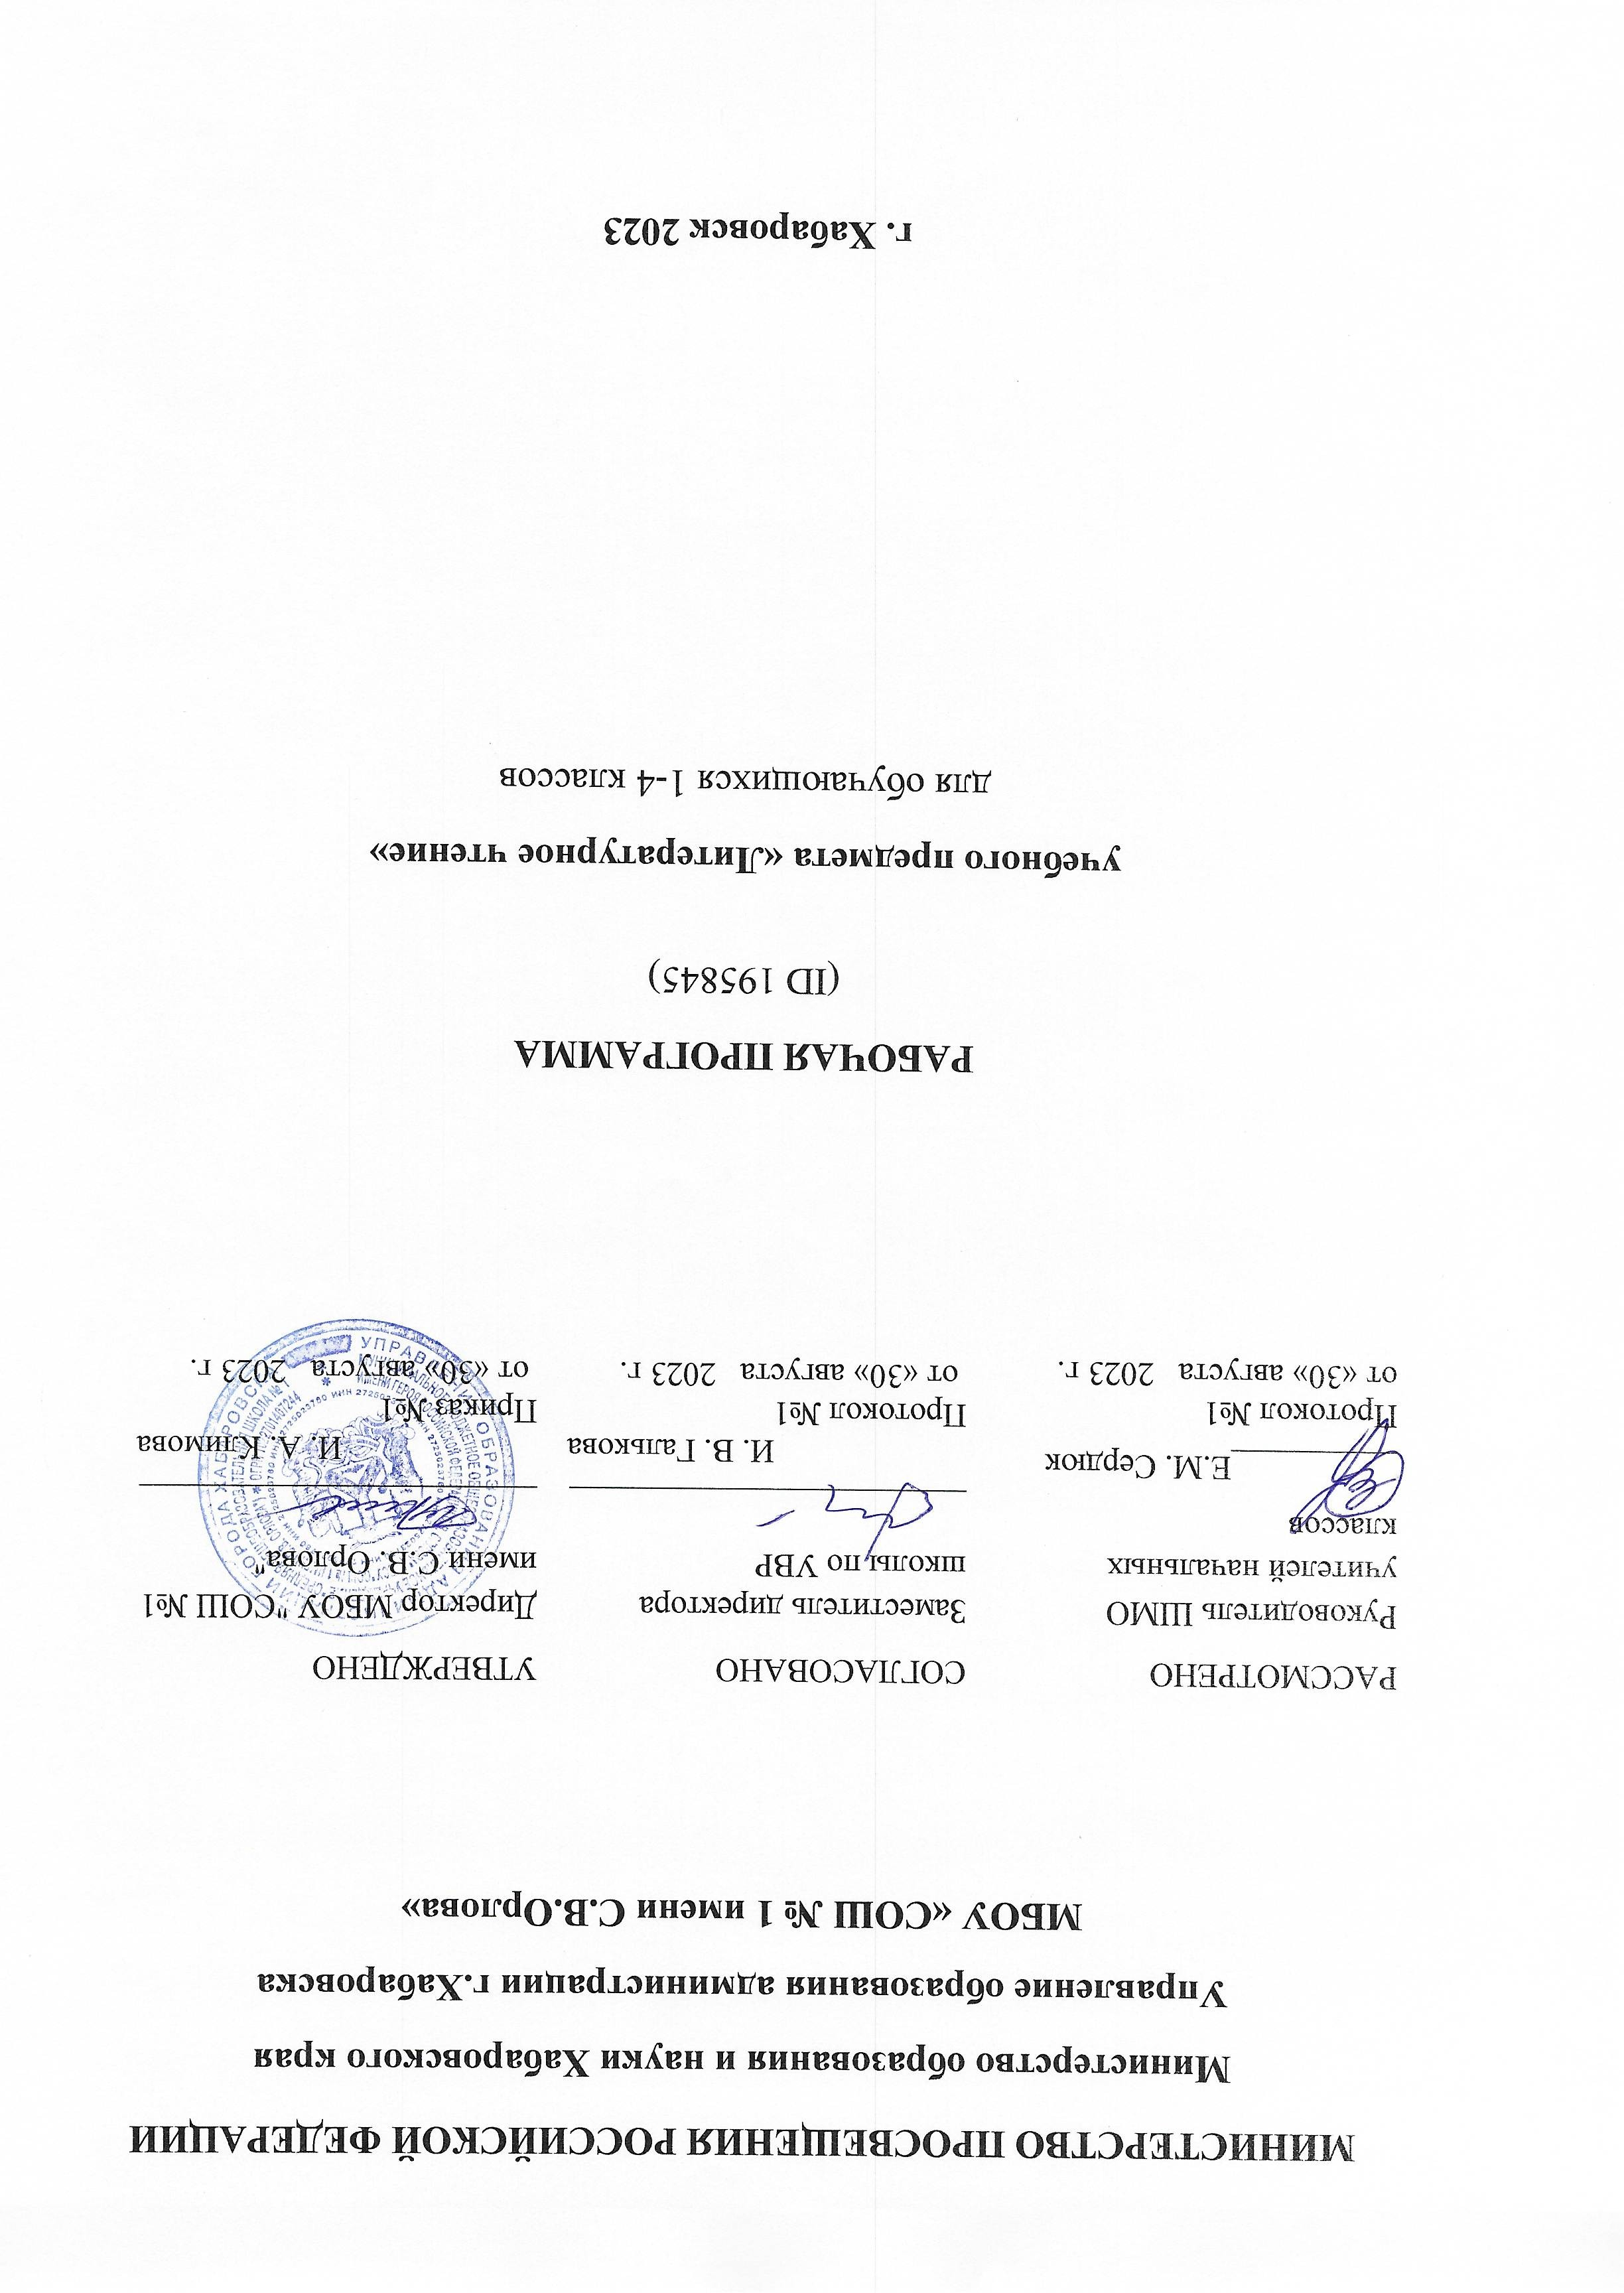 МИНИСТЕРСТВО ПРОСВЕЩЕНИЯ РОССИЙСКОЙ ФЕДЕРАЦИИ
Министерство образования и науки Хабаровского края
Управление образования администрации г.Хабаровска
МБОУ «СОШ № 1 имени С.В.Орлова»
РАССМОТРЕНО
Руководитель ШМО
учителей начальных
классов
Е.М. Сердюк
Протокол №1
от «30» августа 2023 г.
СОГЛАСОВАНО
Заместитель директора
школы по УВР
И. В. Галькова
Протокол №1
от «30» августа 2023 г.
УТВЕРЖДЕНО
Директор МБОУ "СОШ №1
имени С.В. Орлова"
И. А. Климова
Приказ №1
от «30» августа 2023 г.
РАБОЧАЯ ПРОГРАММА
(ID 195845)
учебного предмета «Литературное чтение»
для обучающихся 1-4 классов
г. Хабаровск 2023